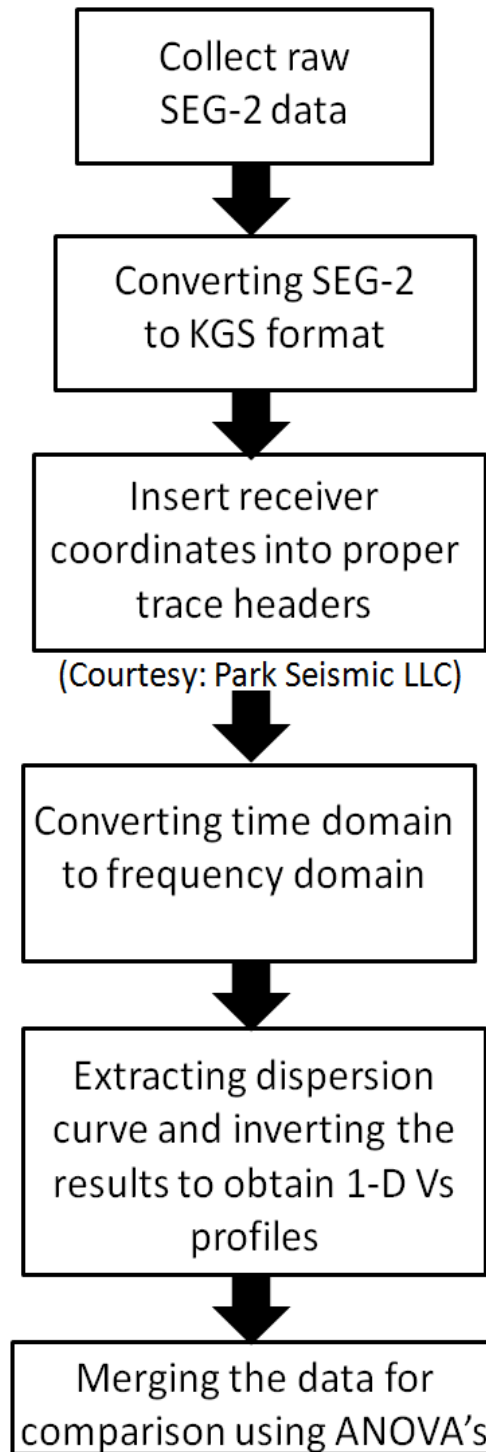 Collect raw
SEG-2 data
Converting SEG-2
to KGS format
Insert receiver
coordinates into proper
trace headers
(Courtesy: Park Seismic LLC)
Converting time domain
to frequency domain
Extracting dispersion
curve and inverting the
results to obtain 1-D Vs
profiles
Merging the data for
comparison using ANOVA's